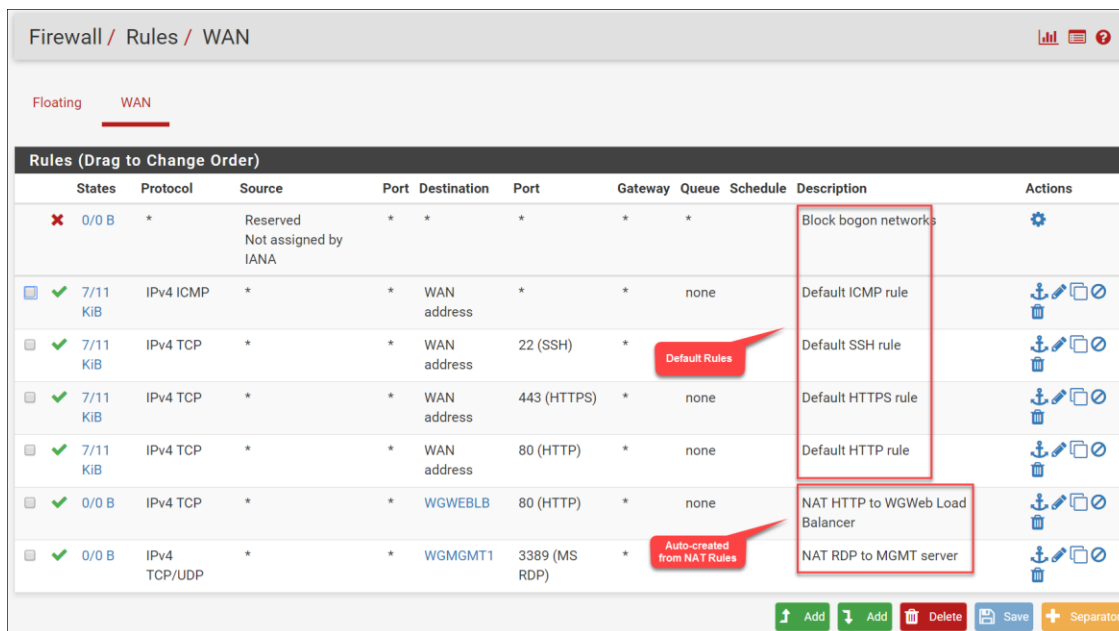 Firewall / Rules / WAN
Floating WAN
Rules (Drag to Change Order)
States Protocol Source Port Destination Port Gateway Queue Schedule Description Actions
0/0 B * Reserved * * * * * Block bogon networks
Not assigned by
IANA
7/11 IPv4 ICMP * * WAN * * none Default ICMP rule
KiB address
7/11 IPv4 TCP * * WAN 22 (SSH) * none Default SSH rule
KiB address
Default Rules
7/11 IPv4 TCP * * WAN 443 (HTTPS) * none Default HTTPS rule
KiB address
7/11 IPv4 TCP * * WAN 80 (HTTP) * none Default HTTP rule
KiB address
0/0 B IPv4 TCP * * WGWEBLB 80 (HTTP) * none NAT HTTP to WGWeb Load
Balancer
Auto-created
from NAT Rules
0/0 B IPv4 * * WGMGMT1 3389 (MS * NAT RDP to MGMT server
TCP/UDP RDP)
Add Add Delete Save Separator